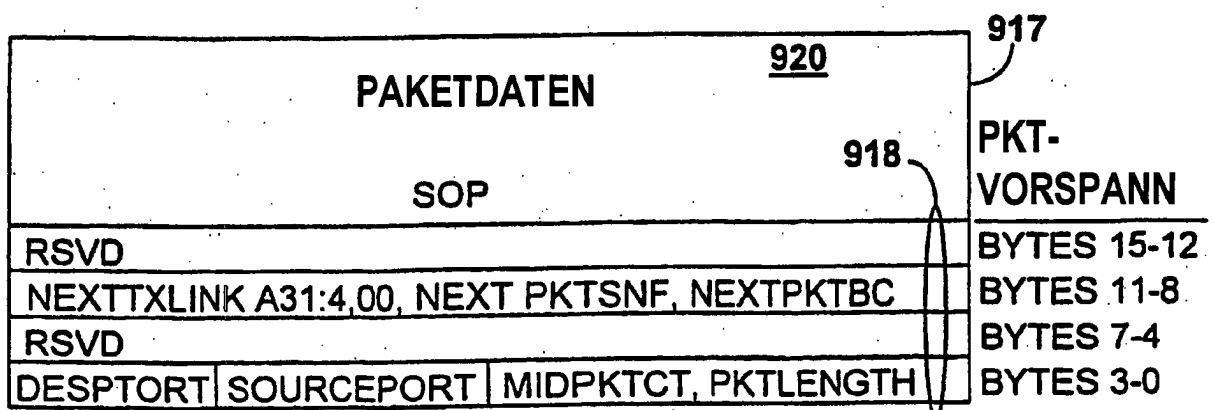 917
920
PAKETDATEN
PKT-
918
VORSPANN
SOP
RSVD BYTES 15-12
NEXTTXLINK A31:4,00, NEXT PKTSNF, NEXTPKTBC BYTES 11-8
RSVD BYTES 7-4
DESPTORT SOURCEPORT MIDPKTCT, PKTLENGTH BYTES 3-0